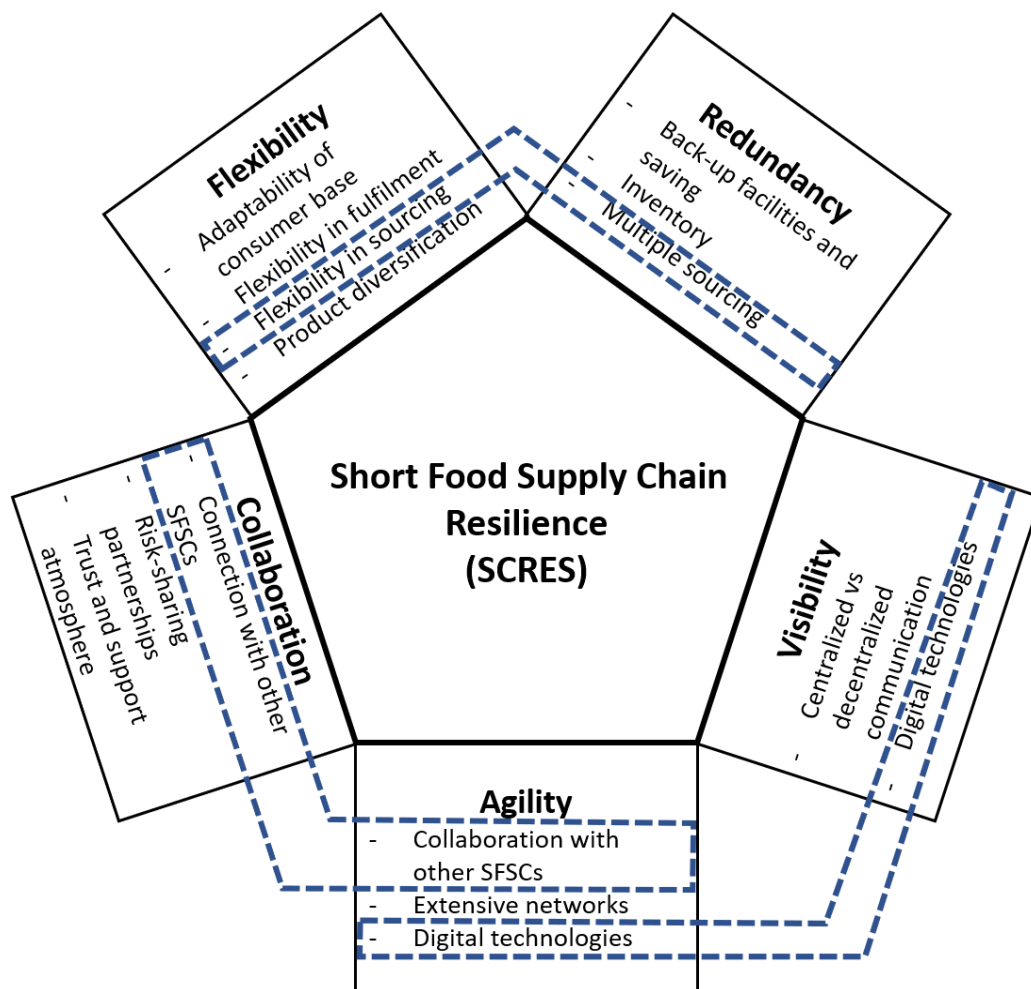 Flexibility
- Adaptability of
consumer base
- Flexibility in fulfilment
- Flexibility in sourcing
- Product diversification
Redundancy
- Back-up facilities and
saving
- Inventory
- Multiple sourcing
Short Food Supply Chain
Resilience
(SCRES)
Collaboration
- Connection with other
SFSCs
- Risk-sharing
partnerships
- Trust and support
atmosphere
Visibility
- Centralized vs
decentralized
communication
- Digital technologies
Agility
- Collaboration with
other SFSCs
- Extensive networks
- Digital technologies